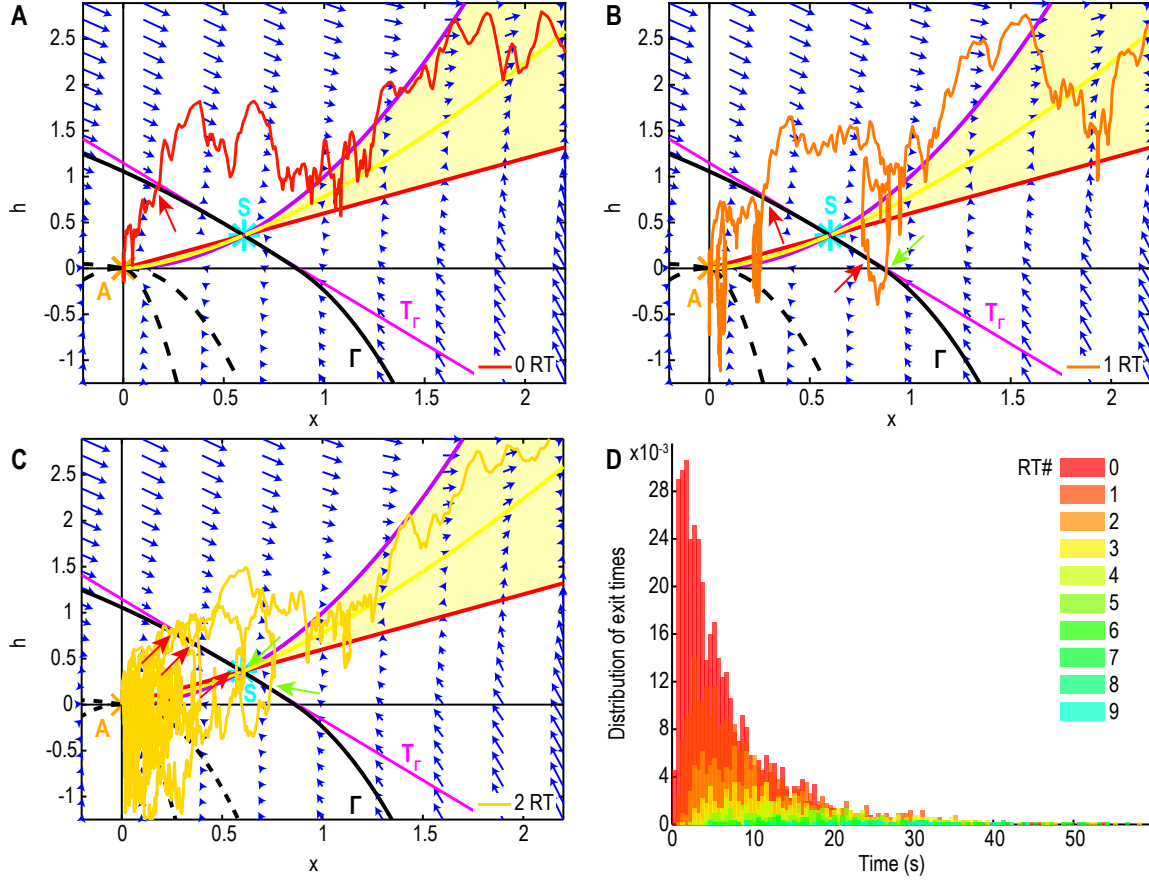 A
2.5
2
1.5
1
0.5
0
-0.5
-1
h
S
A
T_Γ
Γ
0 RT
0
0.5
1
1.5
2
x
B
2.5
2
1.5
1
0.5
0
-0.5
-1
h
S
A
T_Γ
Γ
1 RT
0
0.5
1
1.5
2
x
C
2.5
2
1.5
1
0.5
0
-0.5
-1
h
S
A
T_Γ
Γ
2 RT
0
0.5
1
1.5
2
x
D
x10⁻³
28
24
20
16
12
8
4
0
Distribution of exit times
RT#
0
1
2
3
4
5
6
7
8
9
0 10 20 30 40 50
Time (s)